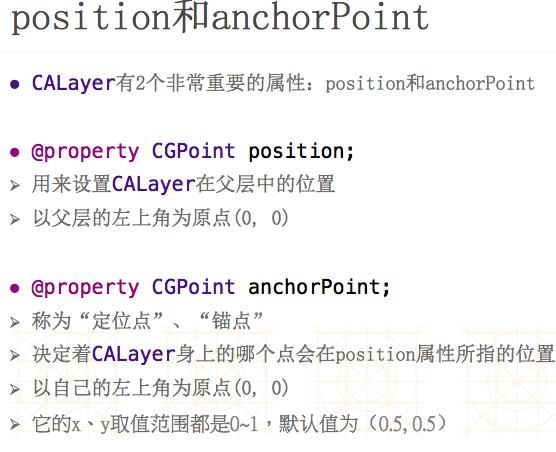 position和anchorPoint
● CALayer有2个非常重要的属性：position和anchorPoint
● @property CGPoint position;
➢ 用来设置CALayer在父层中的位置
➢ 以父层的左上角为原点(0, 0)
● @property CGPoint anchorPoint;
➢ 称为“定位点”、“锚点”
➢ 决定着CALayer身上的哪个点会在position属性所指的位置
➢ 以自己的左上角为原点(0, 0)
➢ 它的x、y取值范围都是0~1，默认值为（0.5, 0.5）